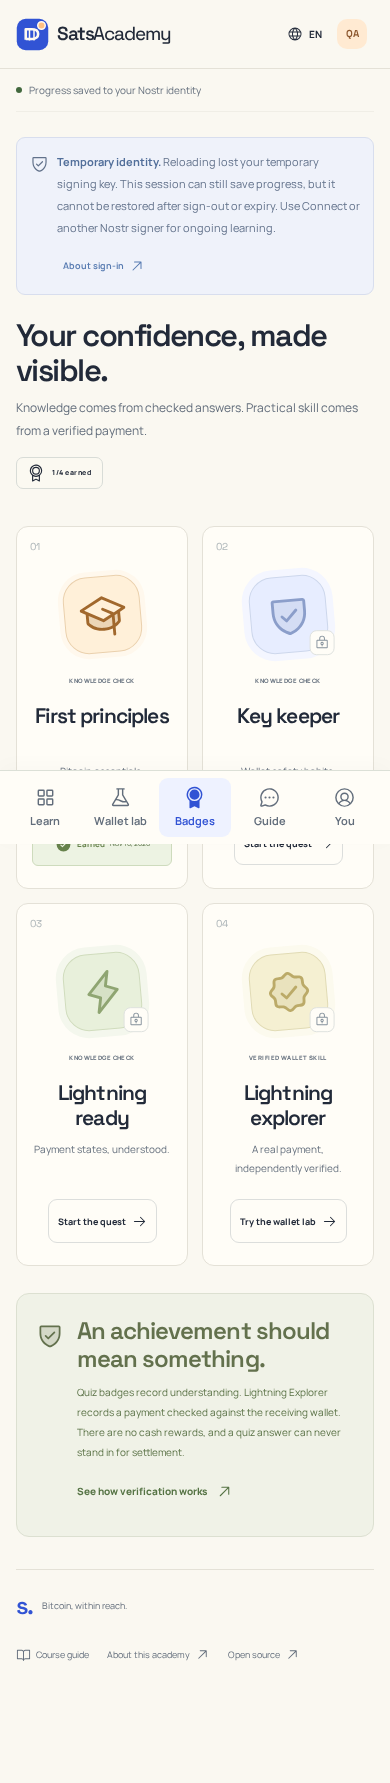 SatsAcademy
EN
QA
Progress saved to your Nostr identity
Temporary identity. Reloading lost your temporary
signing key. This session can still save progress, but it
cannot be restored after sign-out or expiry. Use Connect or
another Nostr signer for ongoing learning.
About sign-in
Your confidence, made
visible.
Knowledge comes from checked answers. Practical skill comes
from a verified payment.
1/4 earned
01
KNOWLEDGE CHECK
First principles
02
KNOWLEDGE CHECK
Key keeper
Learn
Wallet lab
Badges
Guide
You
Earned
Start the quest
03
KNOWLEDGE CHECK
Lightning
ready
Payment states, understood.
Start the quest
04
VERIFIED WALLET SKILL
Lightning
explorer
A real payment,
independently verified.
Try the wallet lab
An achievement should
mean something.
Quiz badges record understanding. Lightning Explorer
records a payment checked against the receiving wallet.
There are no cash rewards, and a quiz answer can never
stand in for settlement.
See how verification works
S.
Bitcoin, within reach.
Course guide
About this academy
Open source